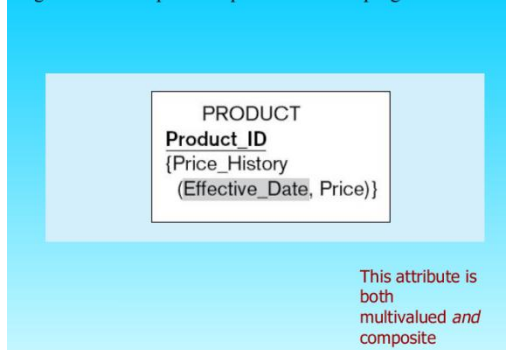 PRODUCT
Product_ID
{Price_History
(Effective_Date, Price)}
This attribute is
both
multivalued and
composite